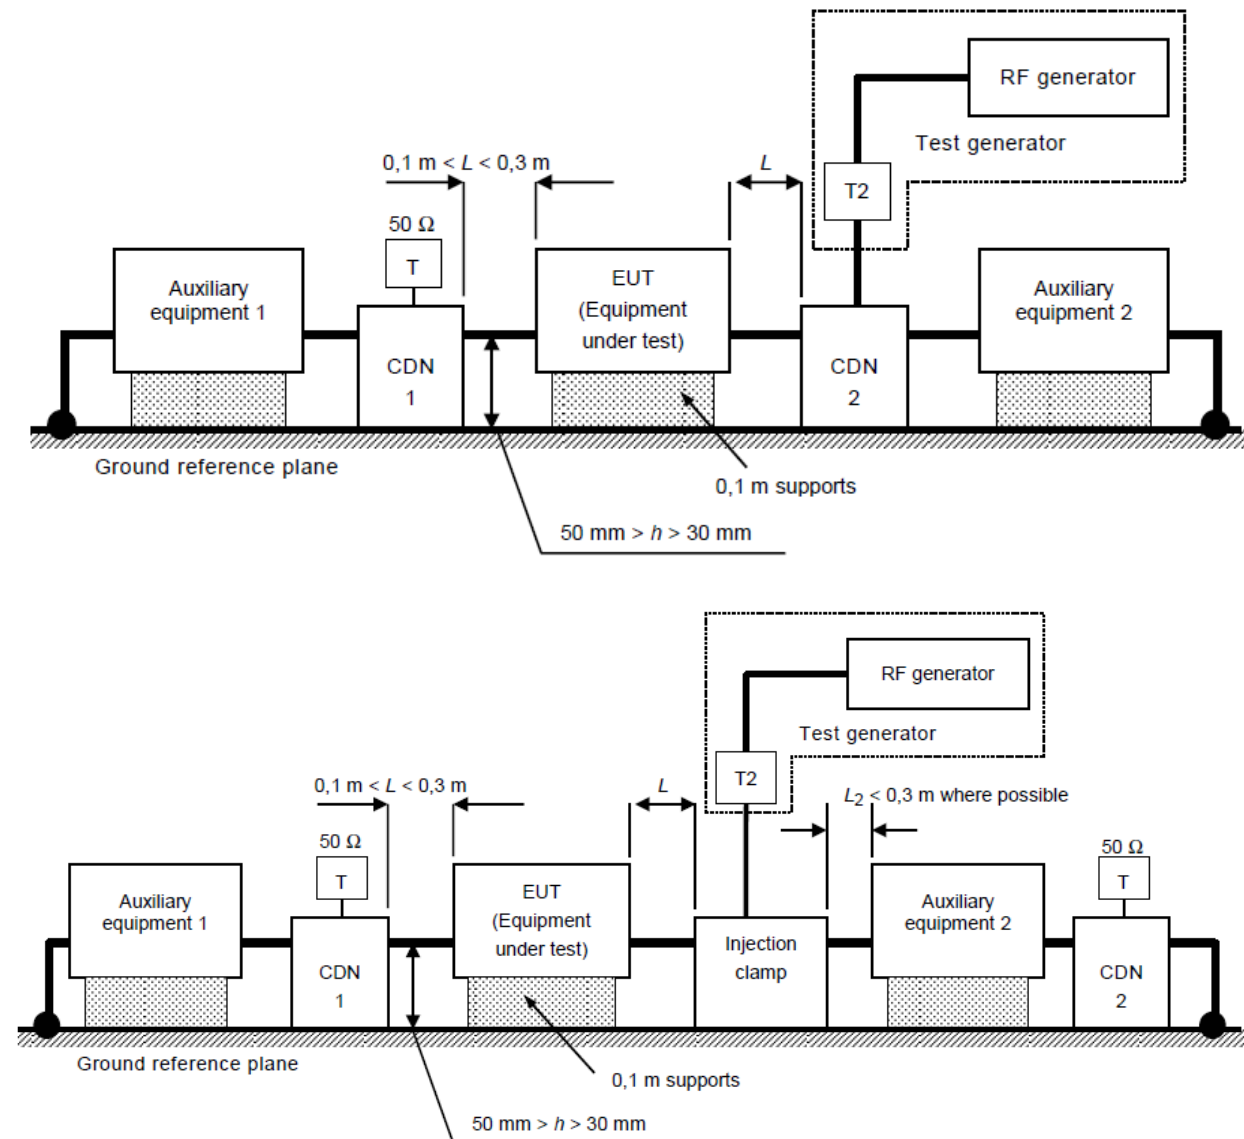 RF generator
Test generator
0,1 m < L < 0,3 m
L
T2
50 Ω
T
Auxiliary
equipment 1
EUT
(Equipment
under test)
Auxiliary
equipment 2
CDN
1
CDN
2
Ground reference plane
0,1 m supports
50 mm > h > 30 mm
RF generator
Test generator
0,1 m < L < 0,3 m
L
T2
L2 < 0,3 m where possible
50 Ω
T
50 Ω
T
Auxiliary
equipment 1
EUT
(Equipment
under test)
Auxiliary
equipment 2
Injection
clamp
CDN
1
CDN
2
Ground reference plane
0,1 m supports
50 mm > h > 30 mm